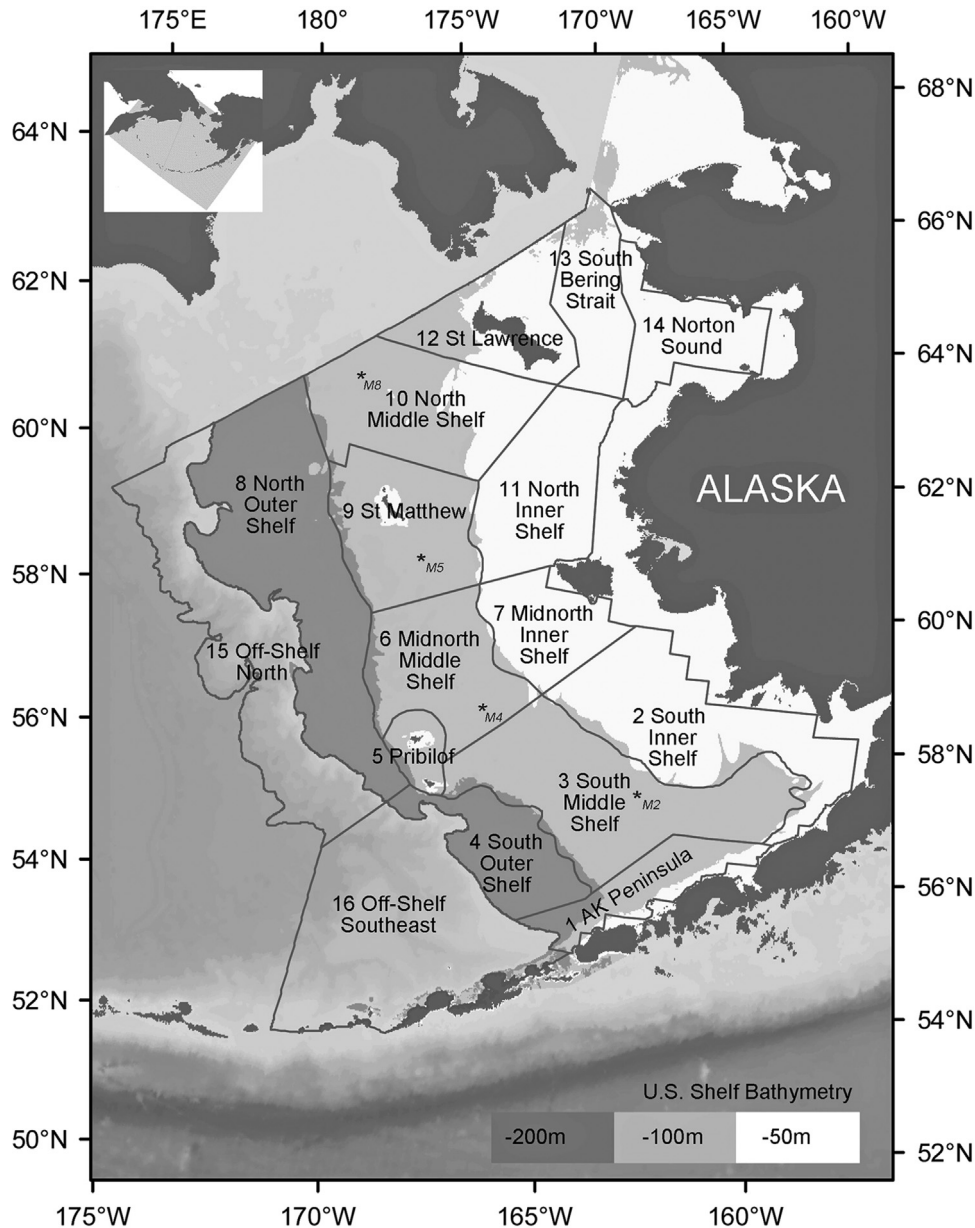 175°E 180° 175°W 170°W 165°W 160°W
68°N
64°N
66°N
13 South
Bering
Strait
62°N
14 Norton
Sound
12 St Lawrence
64°N
*M8
10 North
Middle Shelf
60°N
8 North
Outer
Shelf
9 St Matthew
11 North
Inner
Shelf
ALASKA
62°N
*M5
58°N
7 Midnorth
Inner
Shelf
60°N
6 Midnorth
Middle
Shelf
15 Off-Shelf
North
*M4
56°N
2 South
Inner
Shelf
5 Pribilof
58°N
3 South
Middle
Shelf
*M2
54°N
4 South
Outer
Shelf
1 AK Peninsula
56°N
16 Off-Shelf
Southeast
52°N
54°N
U.S. Shelf Bathymetry
-200m -100m -50m
50°N
52°N
175°W 170°W 165°W 160°W